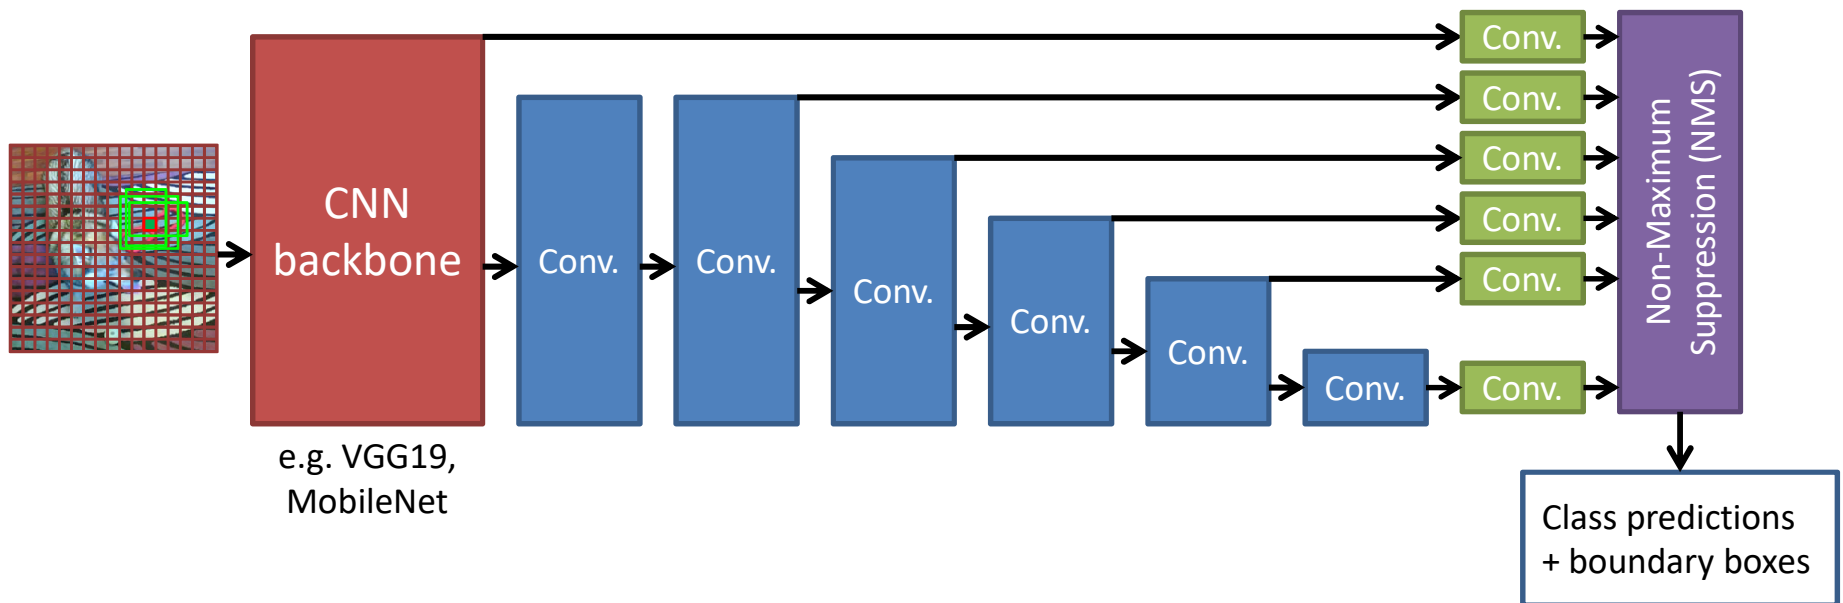 CNN
backbone
e.g. VGG19,
MobileNet
Conv.
Conv.
Conv.
Conv.
Conv.
Conv.
Conv.
Conv.
Conv.
Conv.
Conv.
Conv.
Non-Maximum
Suppression (NMS)
Class predictions
+ boundary boxes